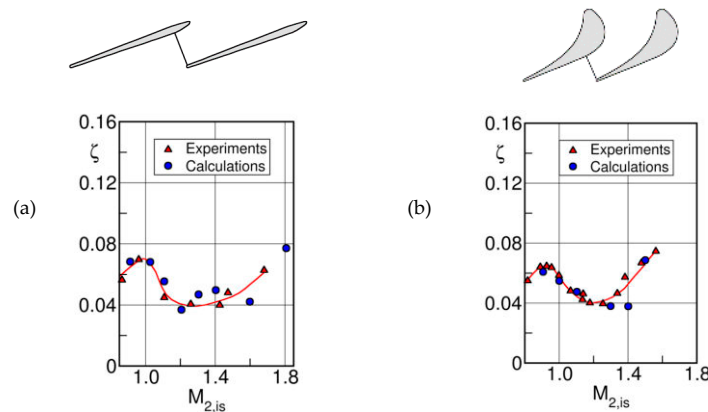 (a)
0.16
ζ
0.12
0.08
0.04
0
Experiments
Calculations
1.0
1.4
1.8
M2,is
(b)
0.16
ζ
0.12
0.08
0.04
0
Experiments
Calculations
1.0
1.4
1.8
M2,is